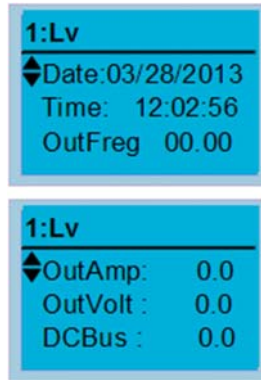 1:Lv
Date:03/28/2013
Time: 12:02:56
OutFreg 00.00
1:Lv
OutAmp: 0.0
OutVolt : 0.0
DCBus : 0.0